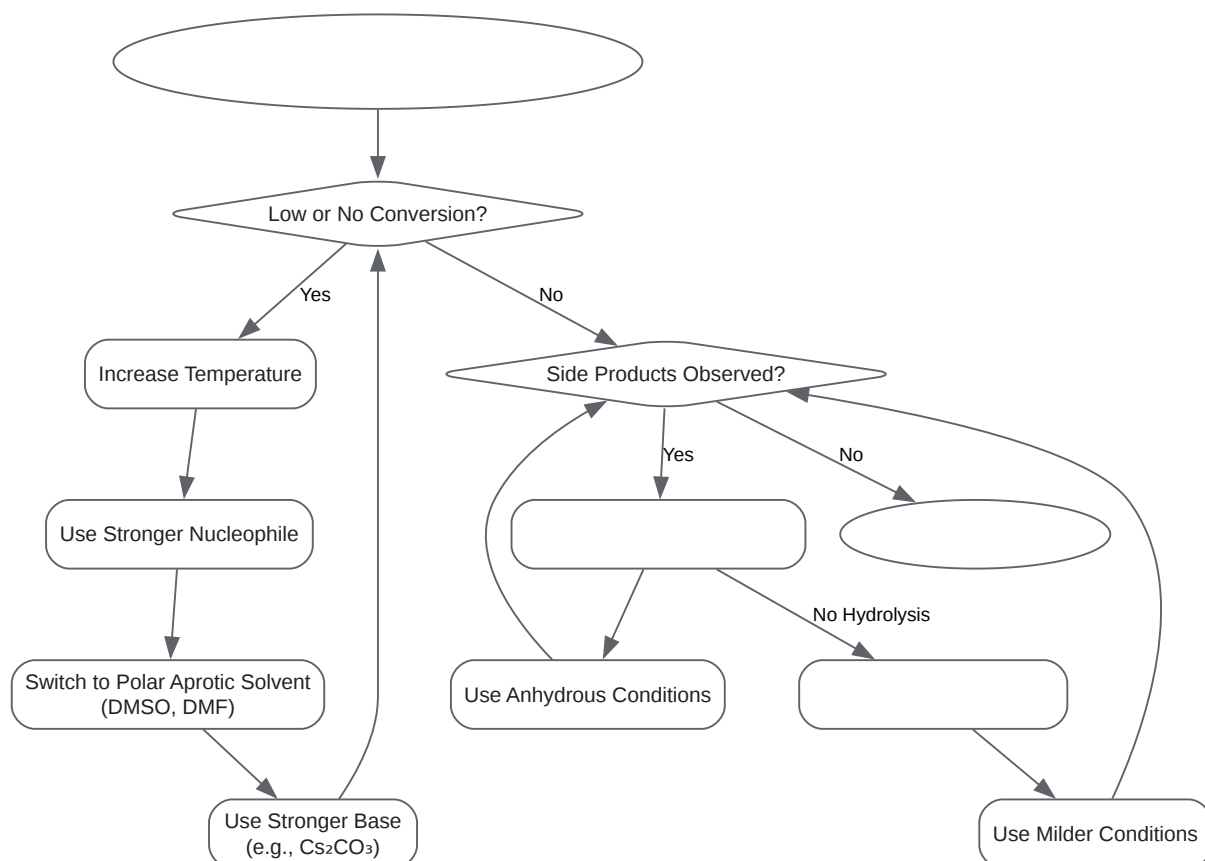 Low or No Conversion?
Yes
No
Increase Temperature
Side Products Observed?
Yes
No
Use Stronger Nucleophile
No Hydrolysis
Switch to Polar Aprotic Solvent
(DMSO, DMF)
Use Anhydrous Conditions
Use Stronger Base
(e.g., Cs₂CO₃)
Use Milder Conditions